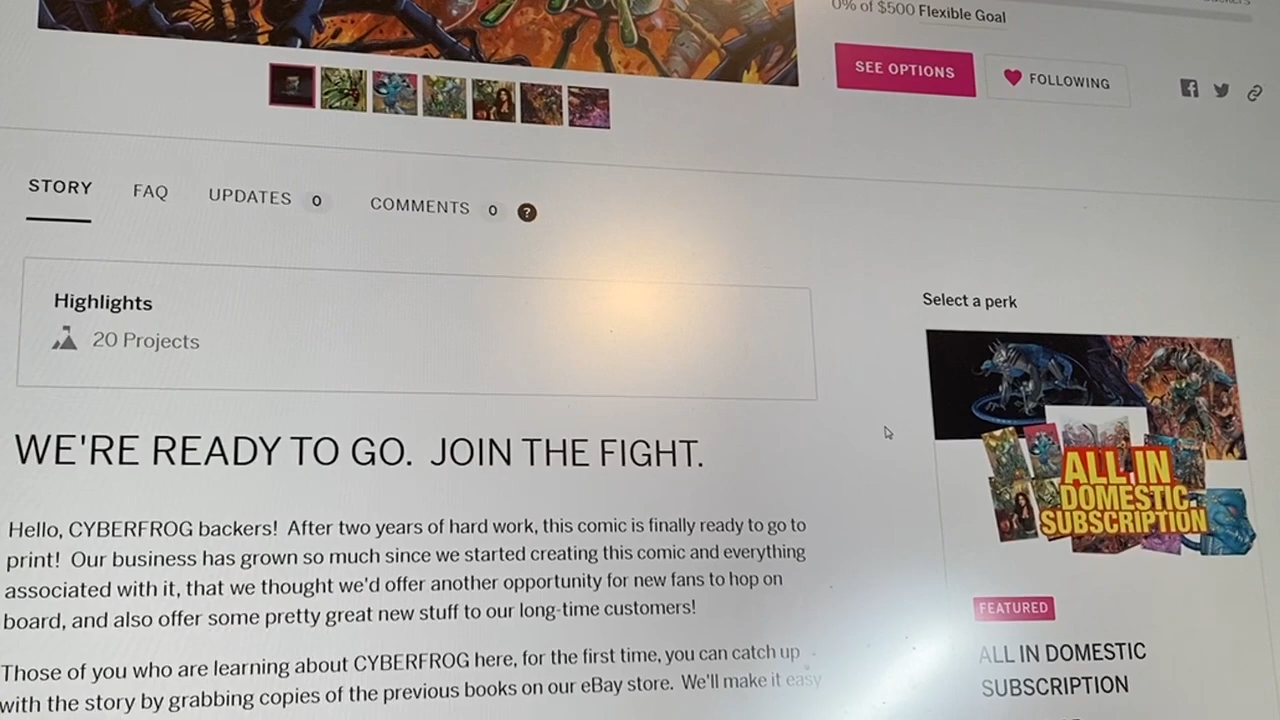 0% of $500 Flexible Goal
SEE OPTIONS
FOLLOWING
STORY
FAQ
UPDATES 0
COMMENTS 0 ?
Highlights
20 Projects
Select a perk
WE'RE READY TO GO. JOIN THE FIGHT.
Hello, CYBERFROG backers! After two years of hard work, this comic is finally ready to go to
print! Our business has grown so much since we started creating this comic and everything
associated with it, that we thought we'd offer another opportunity for new fans to hop on
board, and also offer some pretty great new stuff to our long-time customers!
Those of you who are learning about CYBERFROG here, for the first time, you can catch up
with the story by grabbing copies of the previous books on our eBay store. We'll make it easy
ALL IN
DOMESTIC
SUBSCRIPTION
FEATURED
ALL IN DOMESTIC
SUBSCRIPTION